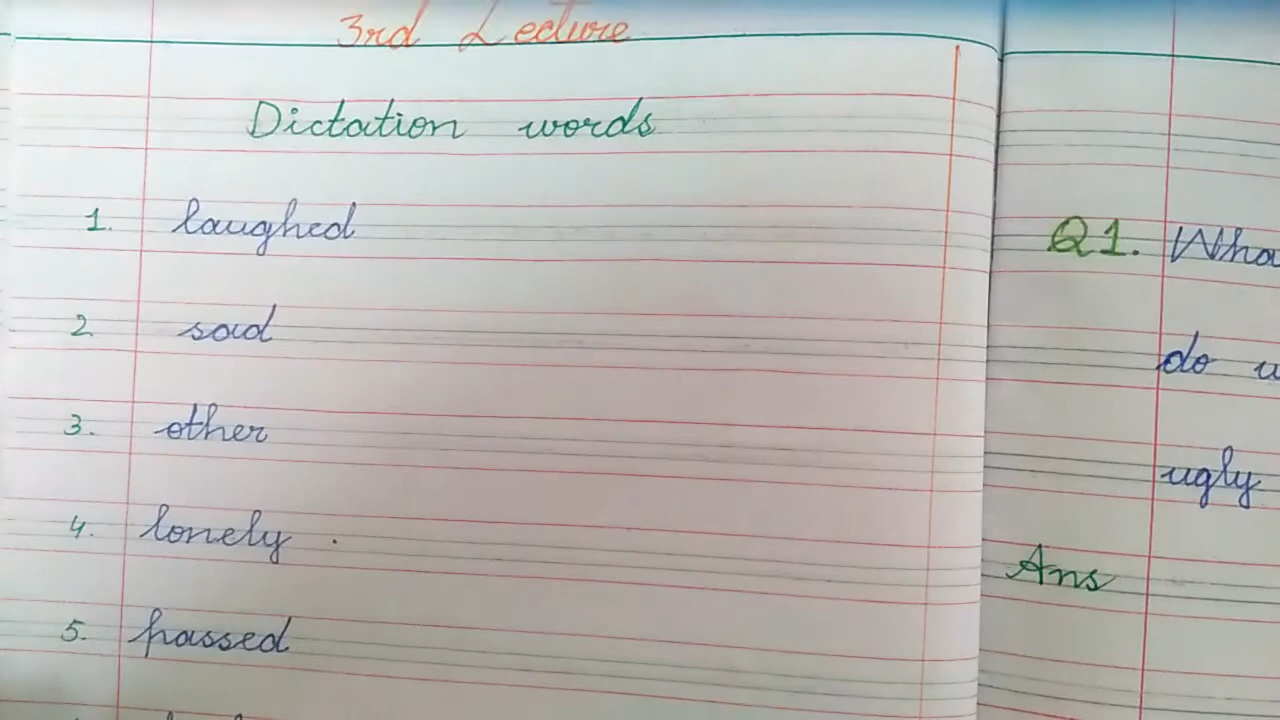 3rd Lecture
Dictation words
1. laughed
2 sad
3. other
4. lonely .
5. passed
Q1. Wha
do
ugly
Ans